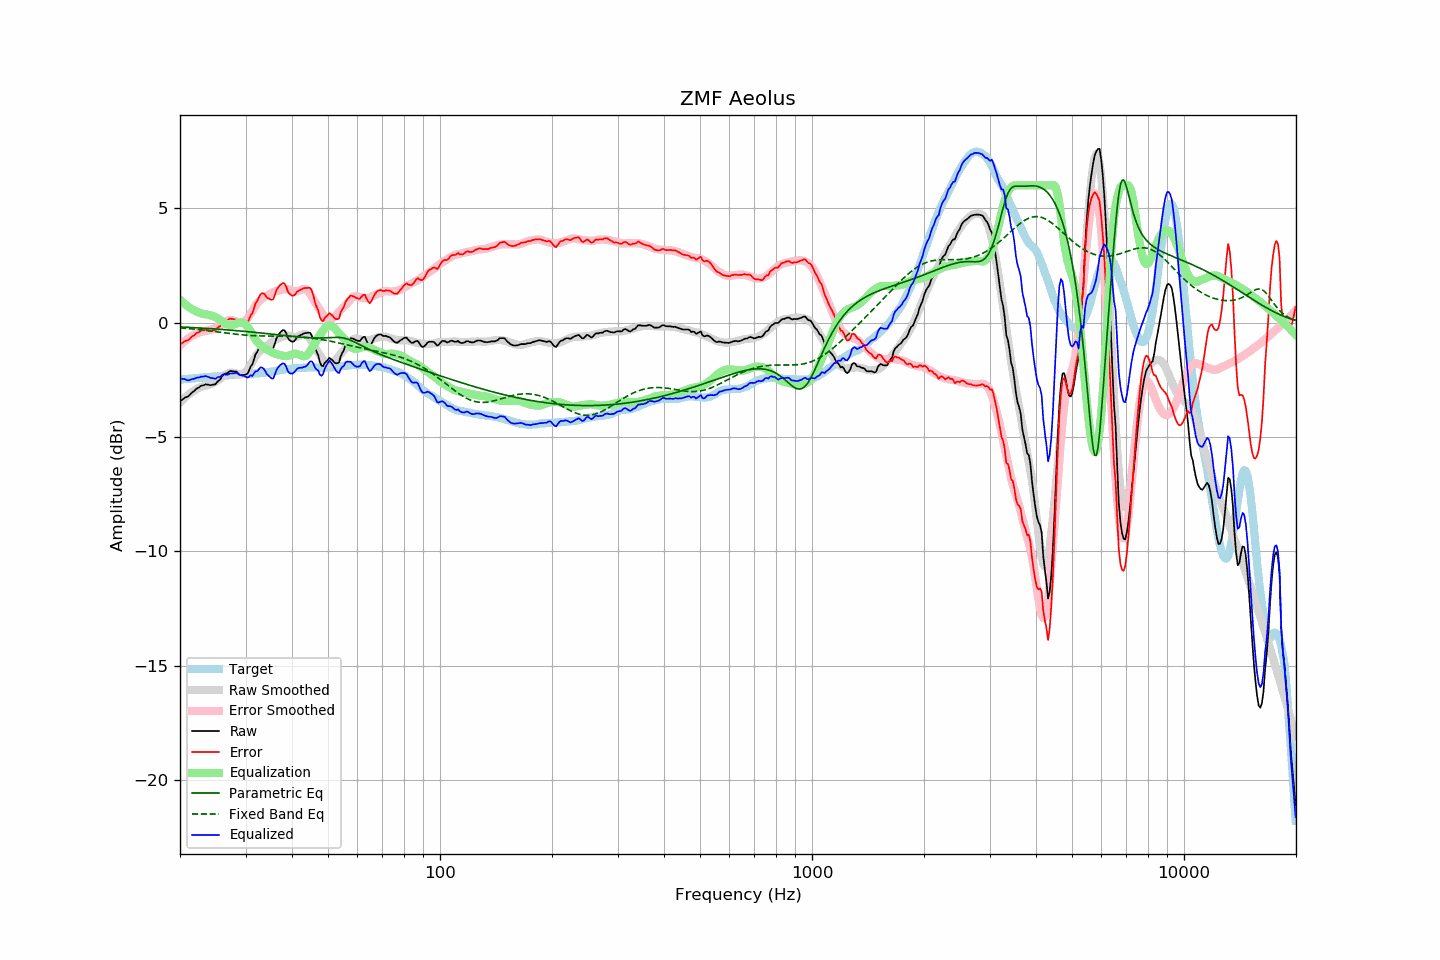 ZMF Aeolus
Amplitude (dBr)
5
0
−5
−10
−15
−20
Target
Raw Smoothed
Error Smoothed
Raw
Error
Equalization
Parametric Eq
Fixed Band Eq
Equalized
100 1000 10000
Frequency (Hz)